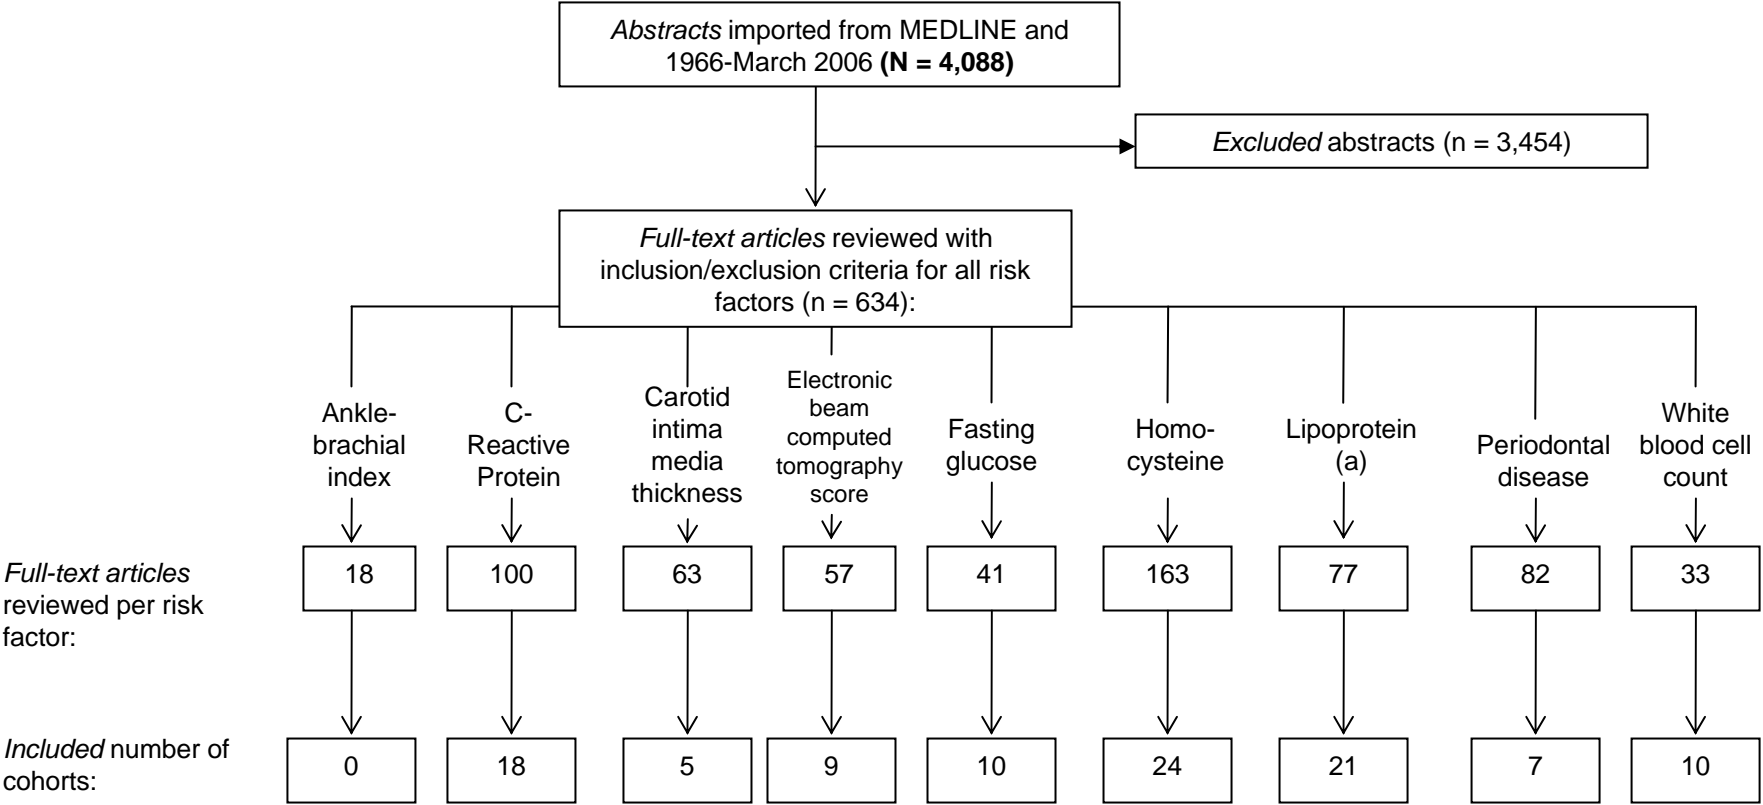 Abstracts imported from MEDLINE and
1966-March 2006 (N = 4,088)
Excluded abstracts (n = 3,454)
Full-text articles reviewed with
inclusion/exclusion criteria for all risk
factors (n = 634):
Ankle-
brachial
index
C-
Reactive
Protein
Carotid
intima
media
thickness
Electronic
beam
computed
tomography
score
Fasting
glucose
Homo-
cysteine
Lipoprotein
(a)
Periodontal
disease
White
blood cell
count
Full-text articles
reviewed per risk
factor:
18
100
63
57
41
163
77
82
33
Included number of
cohorts:
0
18
5
9
10
24
21
7
10